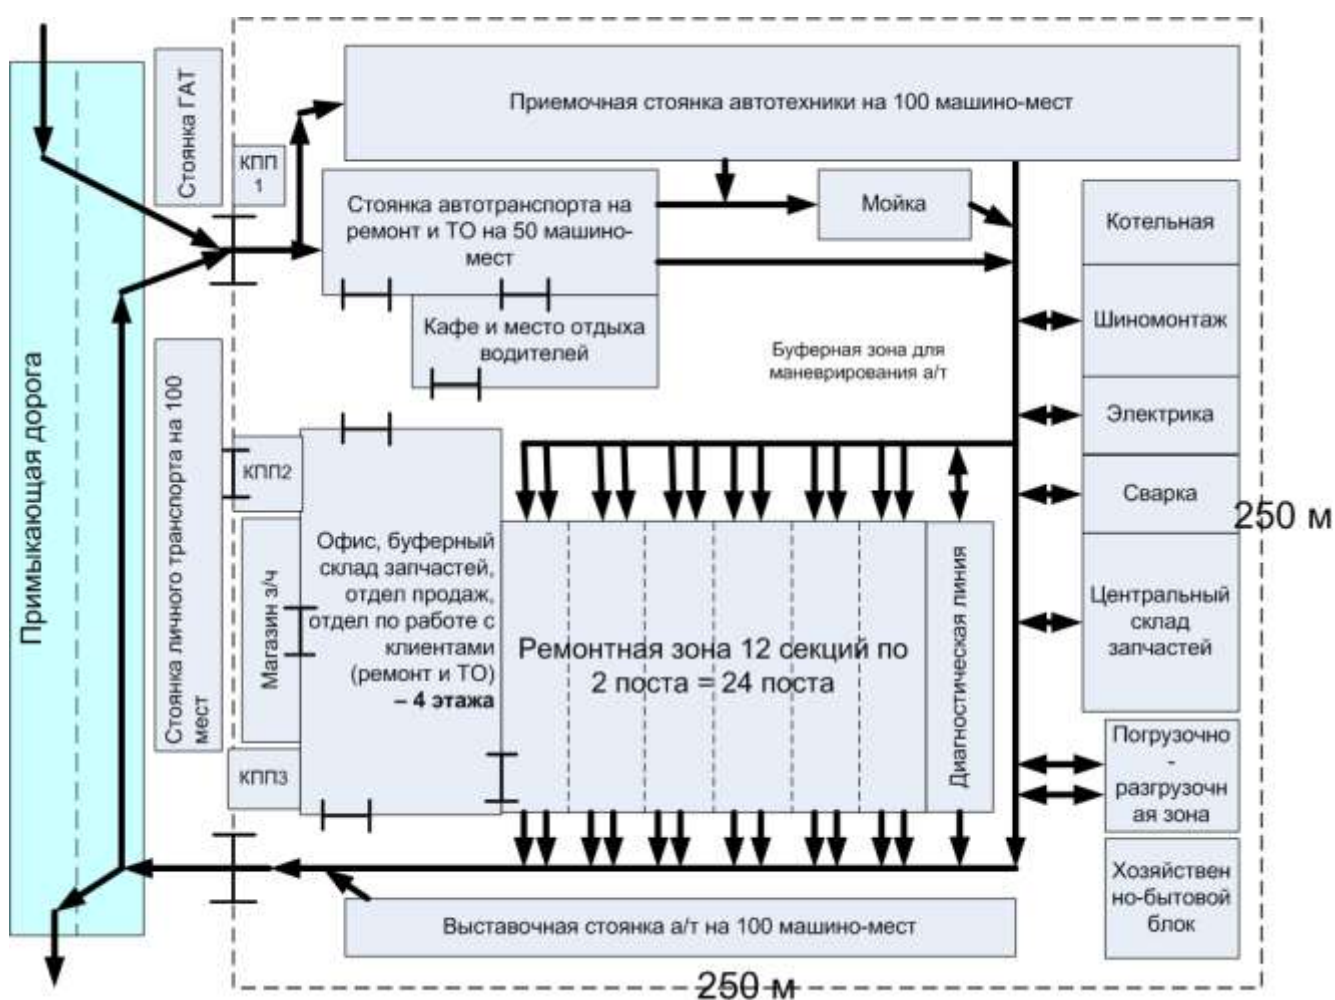 Приемочная стоянка автотехники на 100 машино-мест
Стоянка ГАТ
КПП
1
Стоянка автотранспорта на
ремонт и ТО на 50 машино-
мест
Мойка
Котельная
Кафе и место отдыха
водителей
Шиномонтаж
Буферная зона для
маневрирования а/т
Примыкающая дорога
Стоянка личного транспорта на 100
мест
Электрика
КПП2
Сварка
250 м
Офис, буферный
склад запчастей,
отдел продаж,
отдел по работе с
клиентами
(ремонт и ТО)
– 4 этажа
Магазин з/ч
Ремонтная зона 12 секций по
2 поста = 24 поста
Диагностическая линия
Центральный
склад
запчастей
КПП3
Погрузочно
-
разгрузочн
ая зона
Хозяйствен
но-бытовой
блок
Выставочная стоянка а/т на 100 машино-мест
250 м